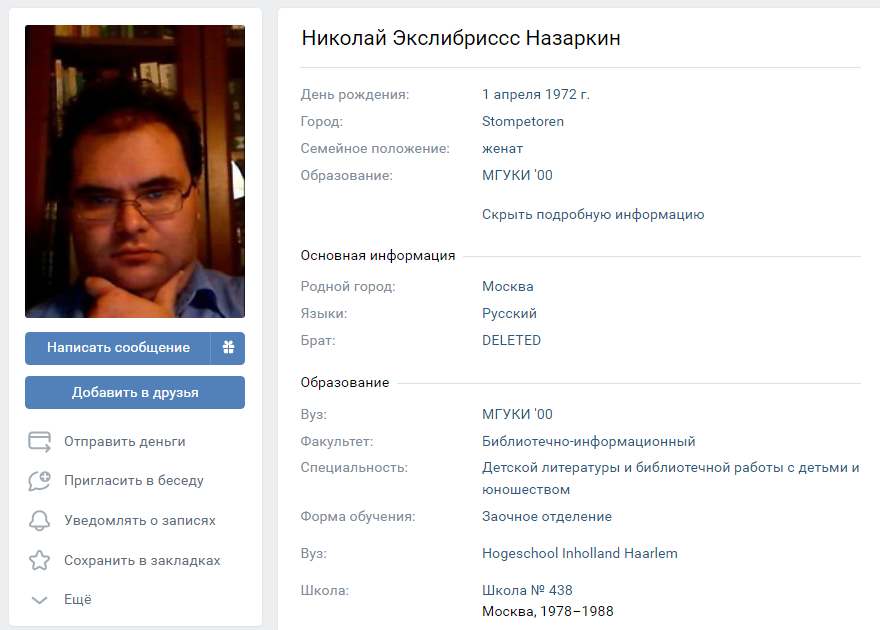 Николай Экслибриссс Назаркин
День рождения: 1 апреля 1972 г.
Город: Stompetoren
Семейное положение: женат
Образование: МГУКИ '00
Скрыть подробную информацию
Основная информация
Родной город: Москва
Языки: Русский
Брат: DELETED
Образование
Вуз: МГУКИ '00
Факультет: Библиотечно-информационный
Специальность: Детской литературы и библиотечной работы с детьми и
юношеством
Форма обучения: Заочное отделение
Вуз: Hogeschool Inholland Haarlem
Школа: Школа № 438
Москва, 1978–1988
Написать сообщение
Добавить в друзья
Отправить деньги
Пригласить в беседу
Уведомлять о записях
Сохранить в закладках
Ещё